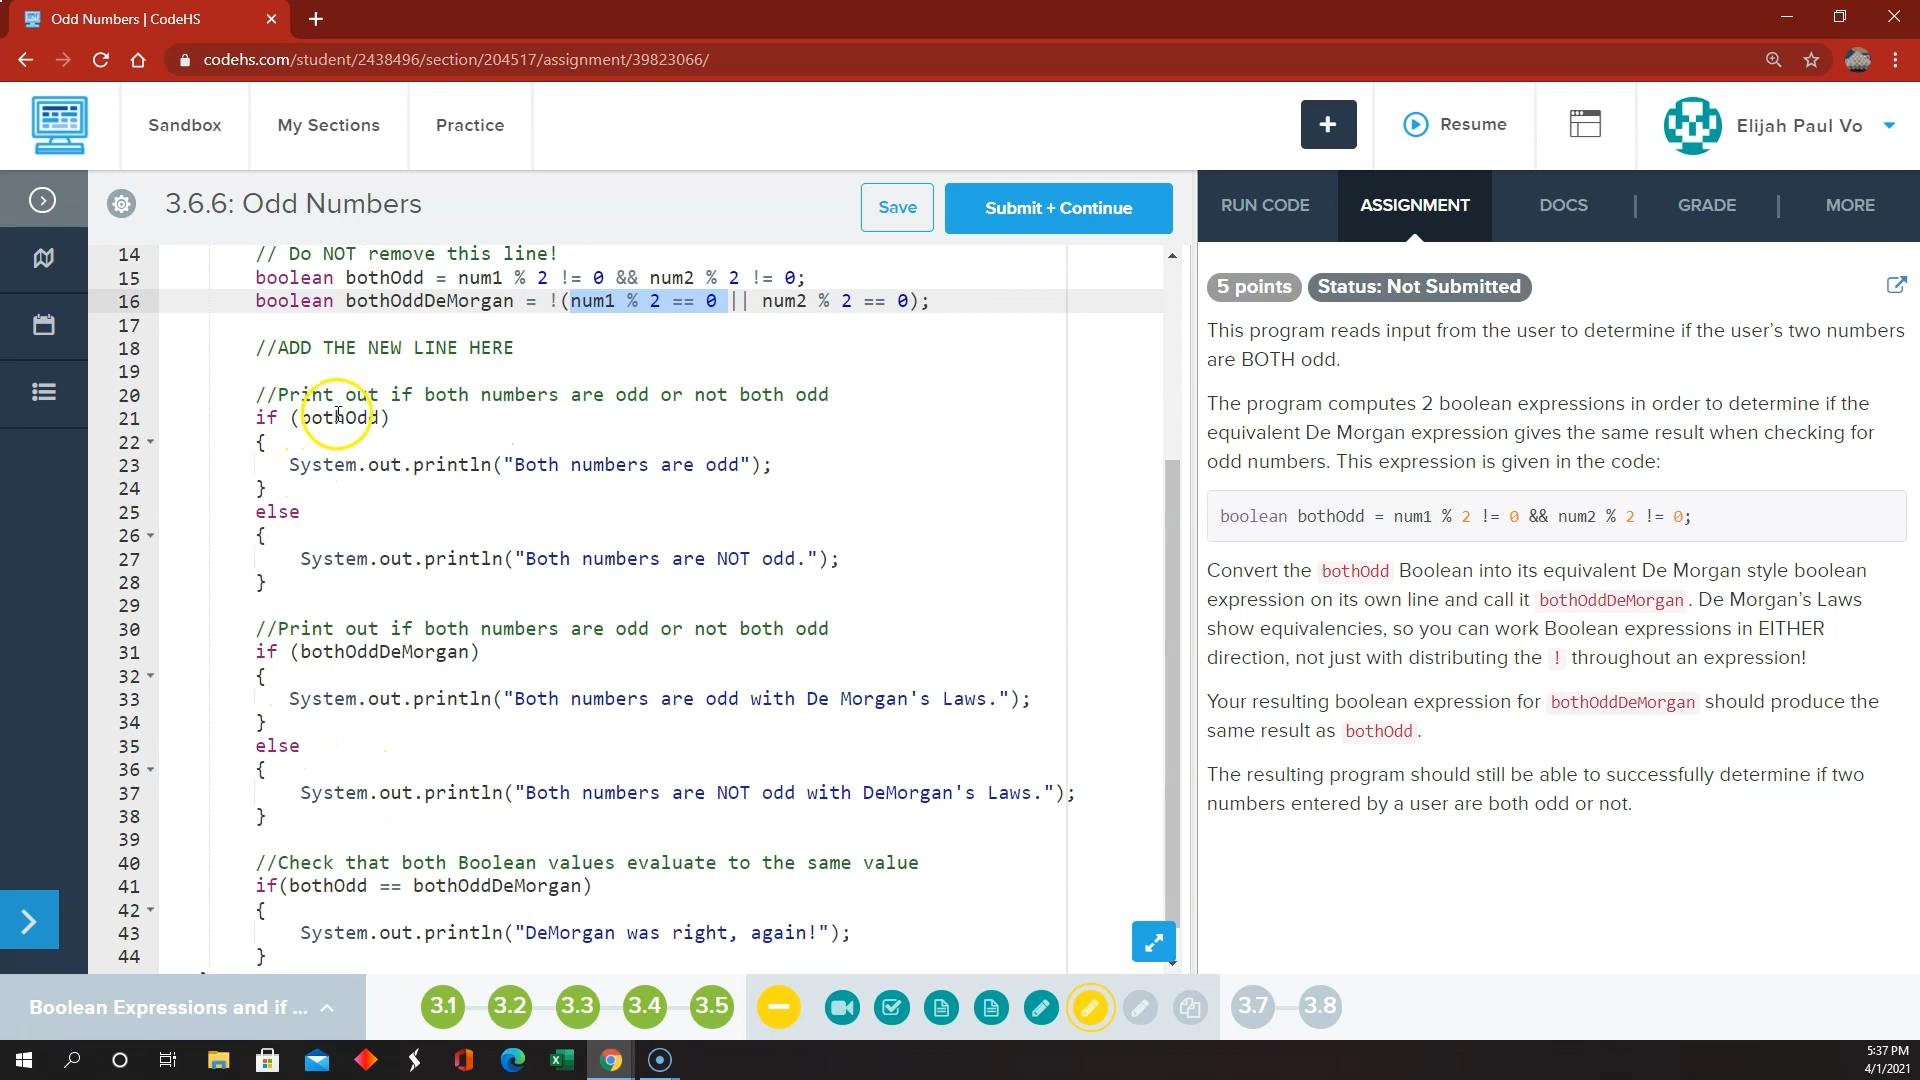 Odd Numbers | CodeHS
codehs.com/student/2438496/section/204517/assignment/39823066/
Sandbox
My Sections
Practice
+
Resume
Elijah Paul Vo
3.6.6: Odd Numbers
Save
Submit + Continue
RUN CODE
ASSIGNMENT
DOCS
GRADE
MORE
14 // Do NOT remove this line!
15 boolean bothOdd = num1 % 2 != 0 && num2 % 2 != 0;
16 boolean bothOddDeMorgan = !(num1 % 2 == 0 || num2 % 2 == 0);
17
18 //ADD THE NEW LINE HERE
19
20 //Print out if both numbers are odd or not both odd
21 if (bothOdd)
22 {
23 System.out.println("Both numbers are odd");
24 }
25 else
26 {
27 System.out.println("Both numbers are NOT odd.");
28 }
29
30 //Print out if both numbers are odd or not both odd
31 if (bothOddDeMorgan)
32 {
33 System.out.println("Both numbers are odd with De Morgan's Laws.");
34 }
35 else
36 {
37 System.out.println("Both numbers are NOT odd with DeMorgan's Laws.");
38 }
39
40 //Check that both Boolean values evaluate to the same value
41 if(bothOdd == bothOddDeMorgan)
42 {
43 System.out.println("DeMorgan was right, again!");
44 }
5 points
Status: Not Submitted
This program reads input from the user to determine if the user's two numbers
are BOTH odd.
The program computes 2 boolean expressions in order to determine if the
equivalent De Morgan expression gives the same result when checking for
odd numbers. This expression is given in the code:
boolean bothOdd = num1 % 2 != 0 && num2 % 2 != 0;
Convert the bothOdd Boolean into its equivalent De Morgan style boolean
expression on its own line and call it bothOddDeMorgan. De Morgan's Laws
show equivalencies, so you can work Boolean expressions in EITHER
direction, not just with distributing the ! throughout an expression!
Your resulting boolean expression for bothOddDeMorgan should produce the
same result as bothOdd.
The resulting program should still be able to successfully determine if two
numbers entered by a user are both odd or not.
Boolean Expressions and if ...
3.1
3.2
3.3
3.4
3.5
3.7
3.8
5:37 PM
4/1/2021